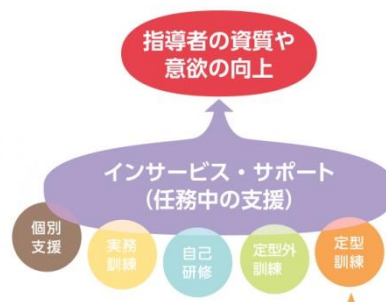 指導者の資質や
意欲の向上
インサービス・サポート
(任務中の支援)
個別
支援
実務
訓練
自己
研修
定型外
訓練
定型
訓練